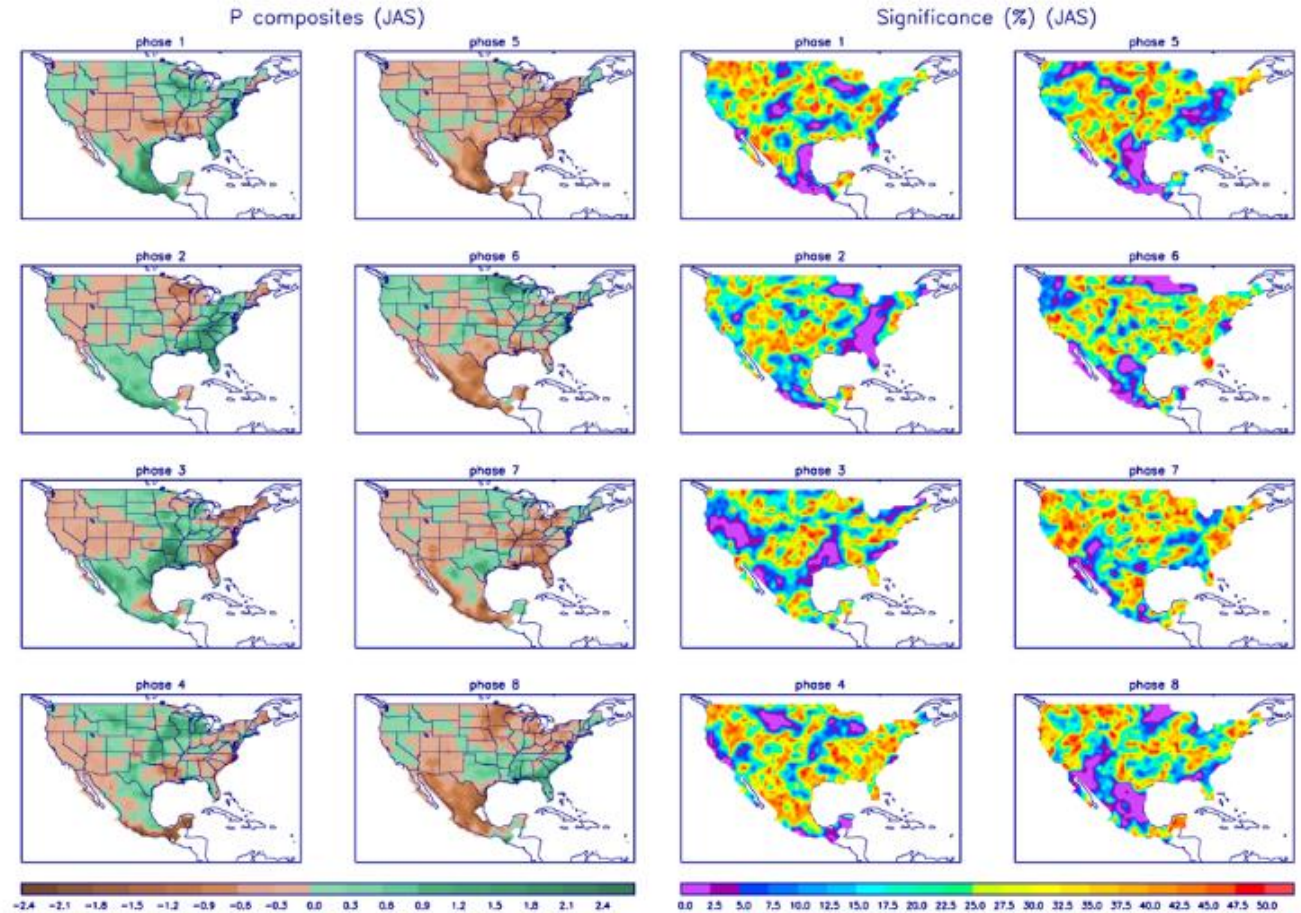 P composites (JAS)
Significance (%) (JAS)
phase 1
phase 5
phase 1
phase 5
phase 2
phase 6
phase 2
phase 6
phase 3
phase 7
phase 3
phase 7
phase 4
phase 8
phase 4
phase 8
-2.4 -2.1 -1.8 -1.5 -1.2 -0.9 -0.6 -0.3 0.0 0.3 0.6 0.9 1.2 1.5 1.8 2.1 2.4
0.0 2.5 5.0 7.5 10.0 12.5 15.0 17.5 20.0 22.5 25.0 27.5 30.0 32.5 35.0 37.5 40.0 42.5 45.0 47.5 50.0